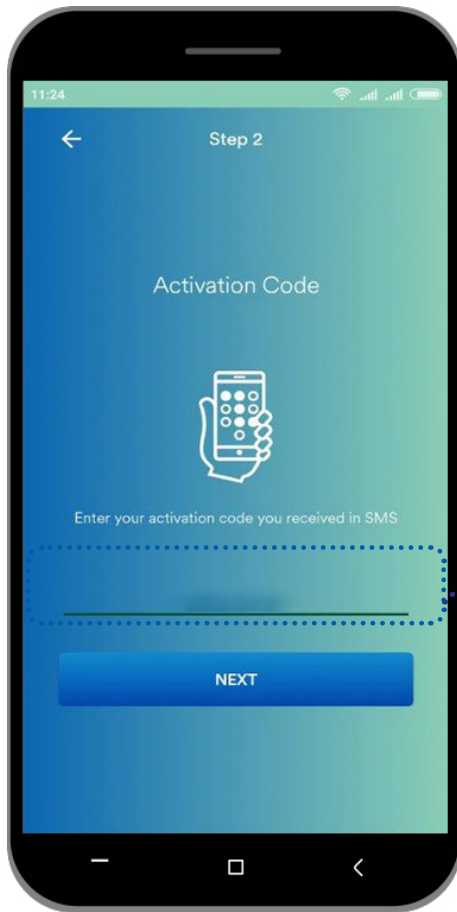 11:24
Step 2
Activation Code
Enter your activation code you received in SMS
NEXT